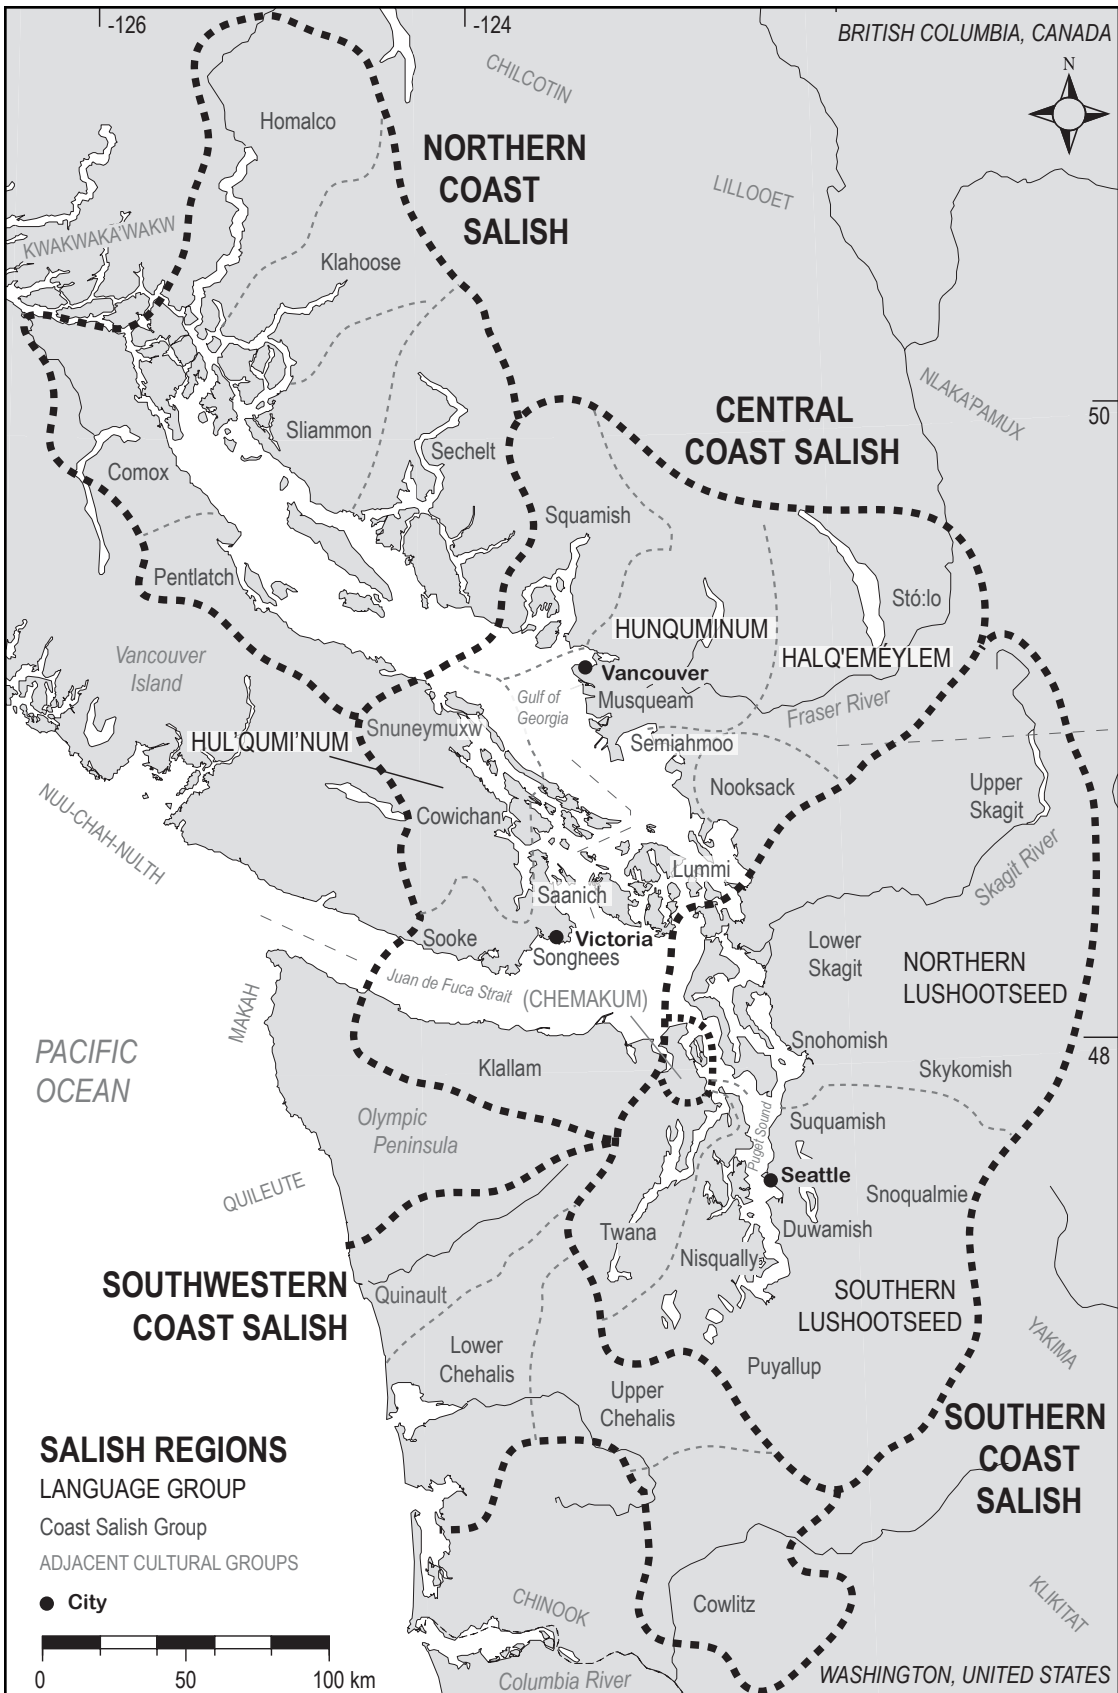 -126
-124
BRITISH COLUMBIA, CANADA
CHILCOTIN
N
Homalco
NORTHERN
COAST
SALISH
LILLOOET
KWAKWAKA'WAKW
Klahoose
NLAKA'PAMUX
50
CENTRAL
COAST SALISH
Sliammon
Sechelt
Comox
Squamish
Pentlatch
Stó:lo
HUNQUMINUM
HALQ'EMÉYLEM
Vancouver
Island
Vancouver
Musqueam
Gulf of
Georgia
Fraser River
Snuneymuxw
HUL'QUMI'NUM
Semiahmoo
Nooksack
Upper
Skagit
NUU-CHAH-NULTH
Cowichan
Skagit River
Lummi
Saanich
Sooke
Victoria
Songhees
Lower
Skagit
NORTHERN
LUSHOOTSEED
Juan de Fuca Strait
(CHEMAKUM)
MAKAH
PACIFIC
OCEAN
Snohomish
48
Klallam
Skykomish
Olympic
Peninsula
Puget Sound
Suquamish
Seattle
QUILEUTE
Snoqualmie
Twana
Duwamish
Nisqually
SOUTHWESTERN
COAST SALISH
Quinault
SOUTHERN
LUSHOOTSEED
Lower
Chehalis
YAKIMA
Puyallup
Upper
Chehalis
SOUTHERN
COAST
SALISH
SALISH REGIONS
LANGUAGE GROUP
Coast Salish Group
ADJACENT CULTURAL GROUPS
City
CHINOOK
Cowlitz
KLIKITAT
0 50 100 km
Columbia River
WASHINGTON, UNITED STATES